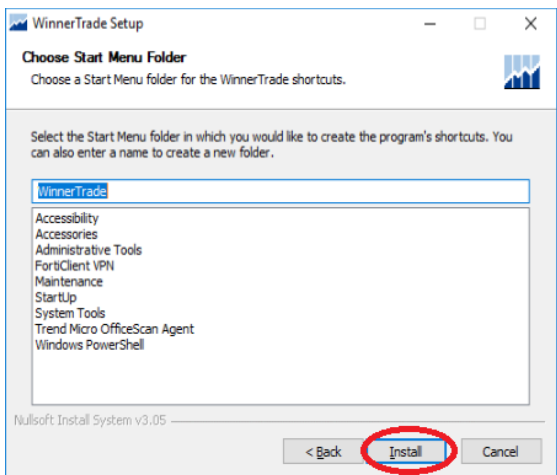 WinnerTrade Setup
Choose Start Menu Folder
Choose a Start Menu folder for the WinnerTrade shortcuts.
Select the Start Menu folder in which you would like to create the program's shortcuts. You
can also enter a name to create a new folder.
WinnerTrade
Accessibility
Accessories
Administrative Tools
FortiClient VPN
Maintenance
StartUp
System Tools
Trend Micro OfficeScan Agent
Windows PowerShell
Nullsoft Install System v3.05
< Back Install Cancel